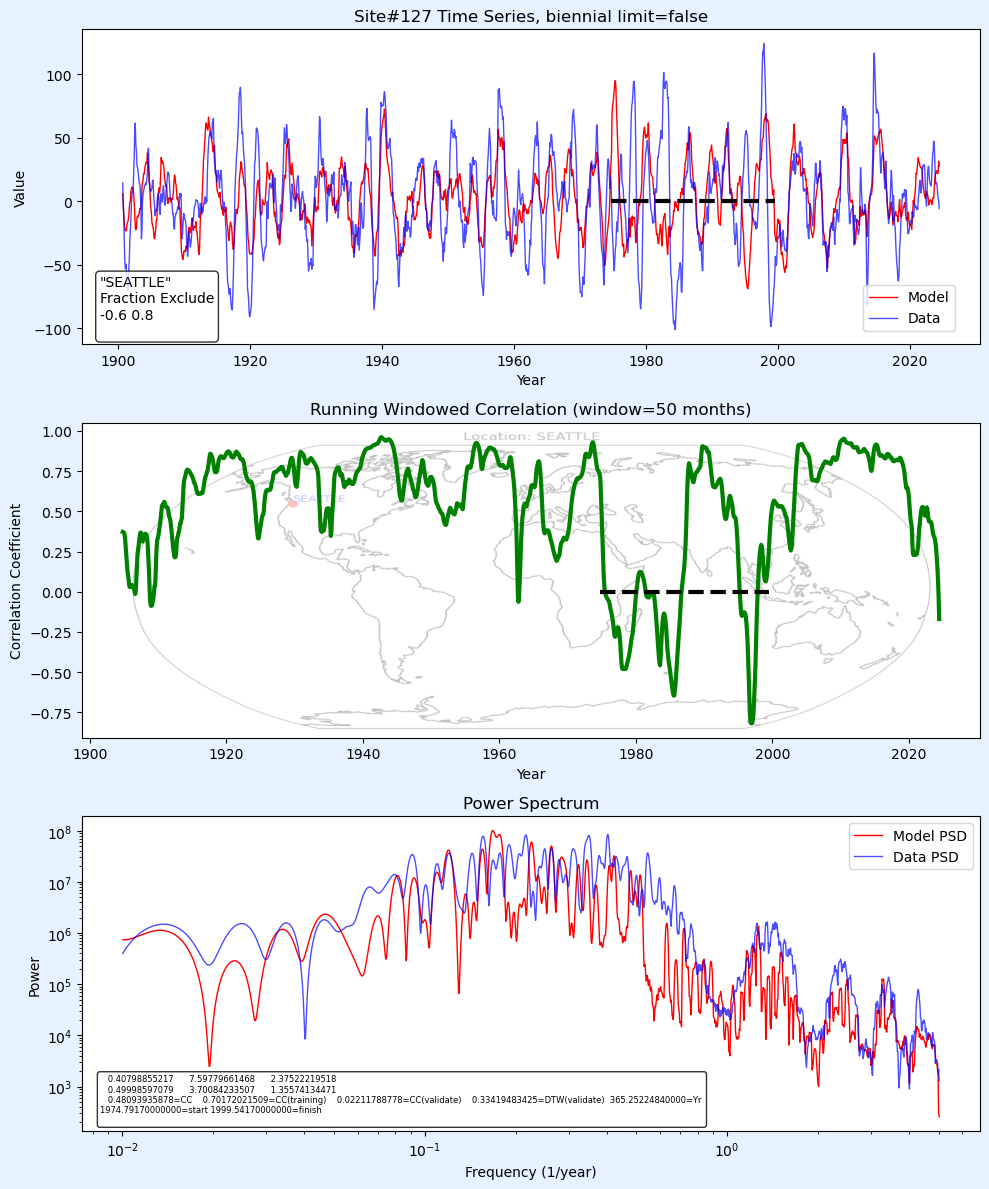 Site#127 Time Series, biennial limit=false
Value
100
50
0
−50
−100
"SEATTLE"
Fraction Exclude
-0.6 0.8
Model
Data
1900 1920 1940 1960 1980 2000 2020
Year
Running Windowed Correlation (window=50 months)
Location: SEATTLE
SEATTLE
Correlation Coefficient
1.00
0.75
0.50
0.25
0.00
−0.25
−0.50
−0.75
1900 1920 1940 1960 1980 2000 2020
Year
Power Spectrum
Model PSD
Data PSD
Power
10^8
10^7
10^6
10^5
10^4
10^3
0.40798855217 7.59779661468 2.37522219518
0.49998597079 3.70084233507 1.35574134471
0.48093935878=CC 0.70172021509=CC(training) 0.02211788778=CC(validate) 0.33419483425=DTW(validate) 365.25224840000=Yr
1974.79170000000=start 1999.54170000000=finish
10^−2 10^−1 10^0
Frequency (1/year)